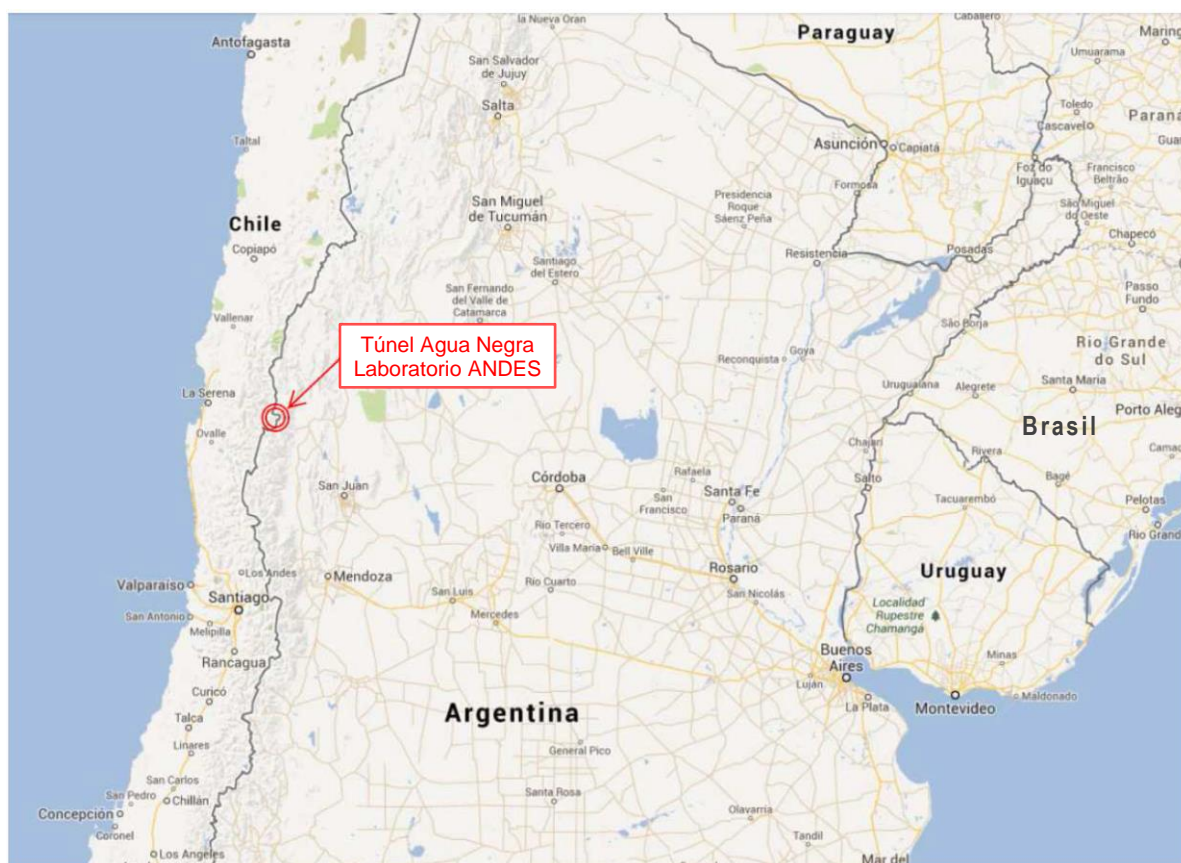 Antofagasta
la Nueva Oran
Caballero
Paraguay
Maring
Umuarama
San Salvador
de Jujuy
Salta
Toledo
Cascavel
Paraná
Gua
Taltal
Asunción
Capiatá
Foz do
Iguaçu
Francisco
Beltrão
Formosa
Presidencia
Roque
Sáenz Peña
São Miguel
do Oeste
Chapecó
San Miguel
de Tucumán
Chile
Copiapó
Resistencia
Posadas
Santiago
del Estero
San Fernando
del Valle de
Catamarca
Passo
Fundo
Vallenar
São Borja
Túnel Agua Negra
Laboratorio ANDES
Rio Grande
do Sul
Reconquista
Goya
La Serena
Uruguaiana
Alegrete
Santa Maria
Porto Aleg
Ovalle
Brasil
Chajarí
Rivera
Camaq
Córdoba
Rafaela
Bagé
San Juan
Salto
San
Francisco
Santa Fe
Paraná
Tacuarembó
Pelotas
Rio Tercero
Rio Grand
Villa María
Bell Ville
Los Andes
Mendoza
Rosario
Uruguay
Valparaíso
Rio Cuarto
San Luis
San Nicolás
Santiago
Mercedes
Localidad
Rupestre
Chamangá
San Antonio
Melipilla
Rancagua
Buenos
Aires
Minas
Luján
Curicó
La Plata
Maldonado
Montevideo
Argentina
Talca
Linares
General Pico
San Carlos
San Pedro
Chillán
Santa Rosa
Concepción
Coronel
Olavarria
Tandil
Los Angeles
Mar del